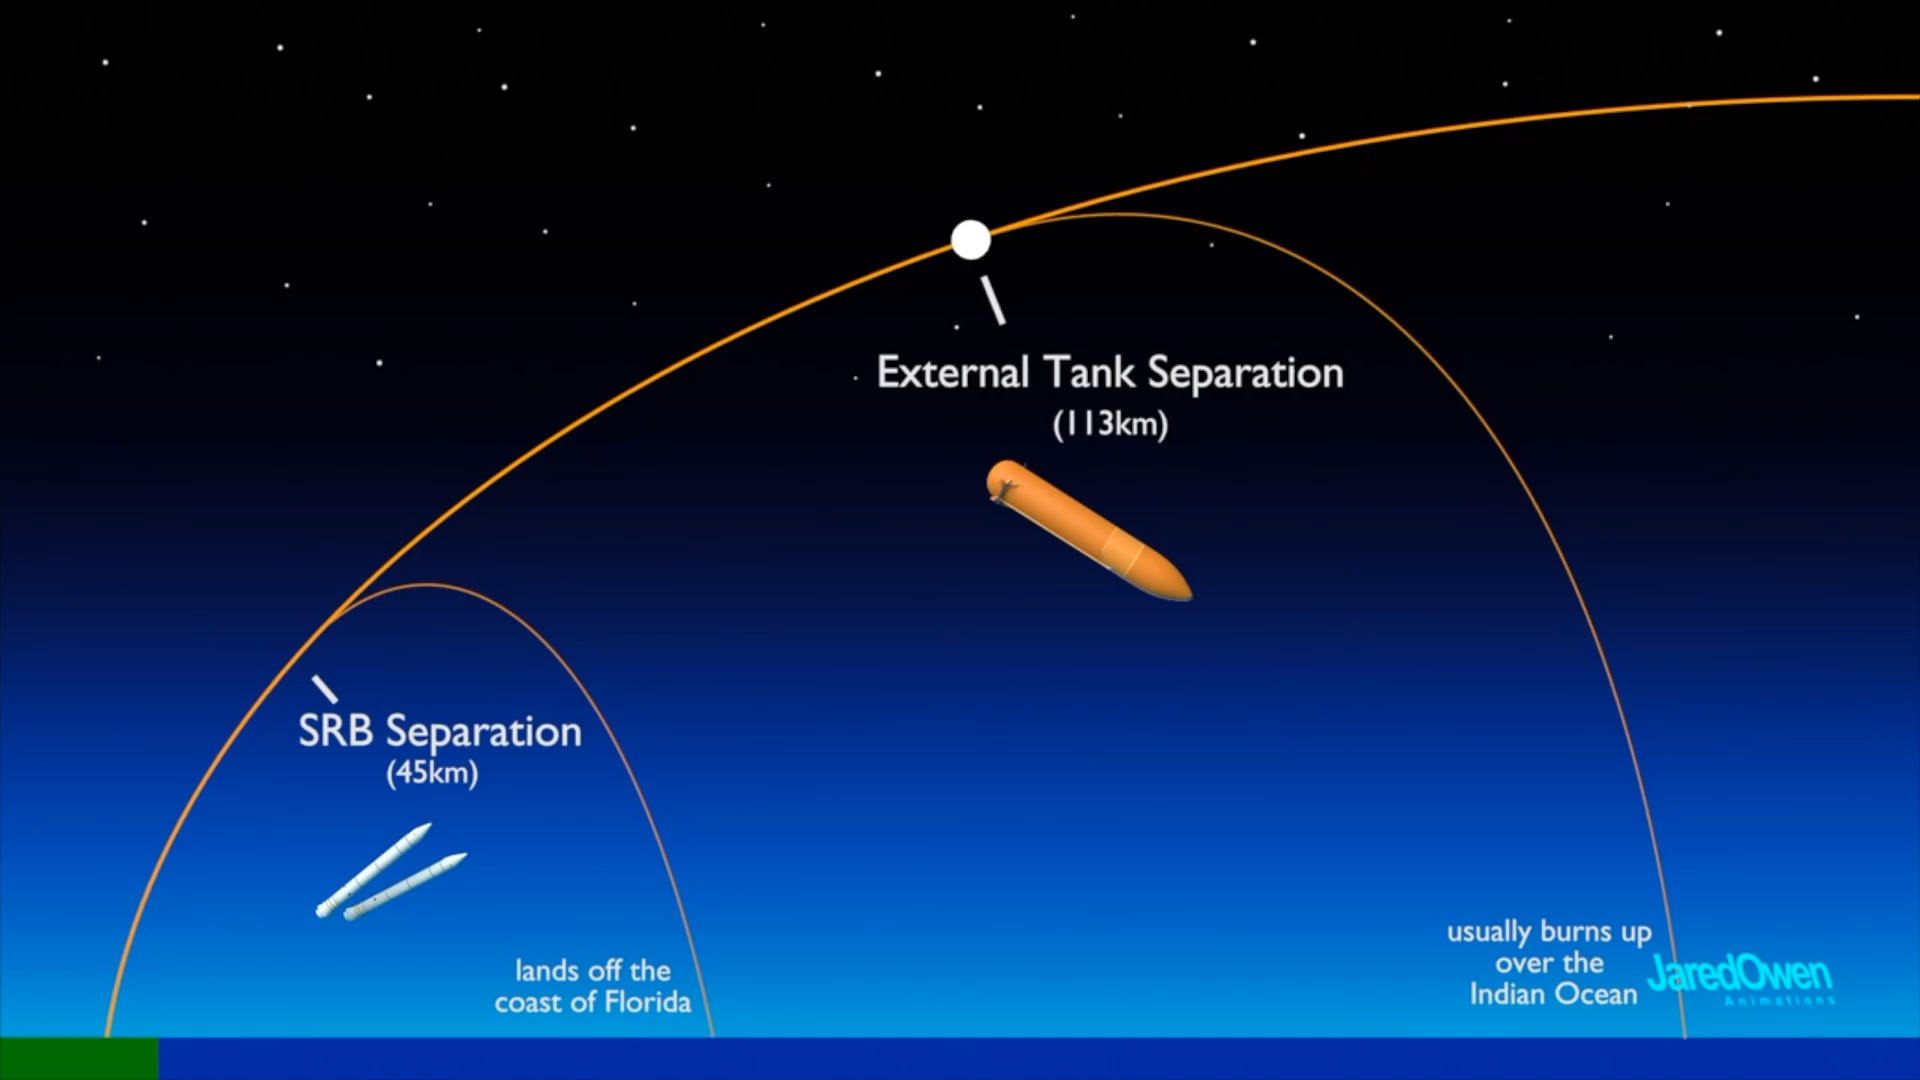 External Tank Separation
(113km)
SRB Separation
(45km)
lands off the
coast of Florida
usually burns up
over the
Indian Ocean
JaredOwen
Animations